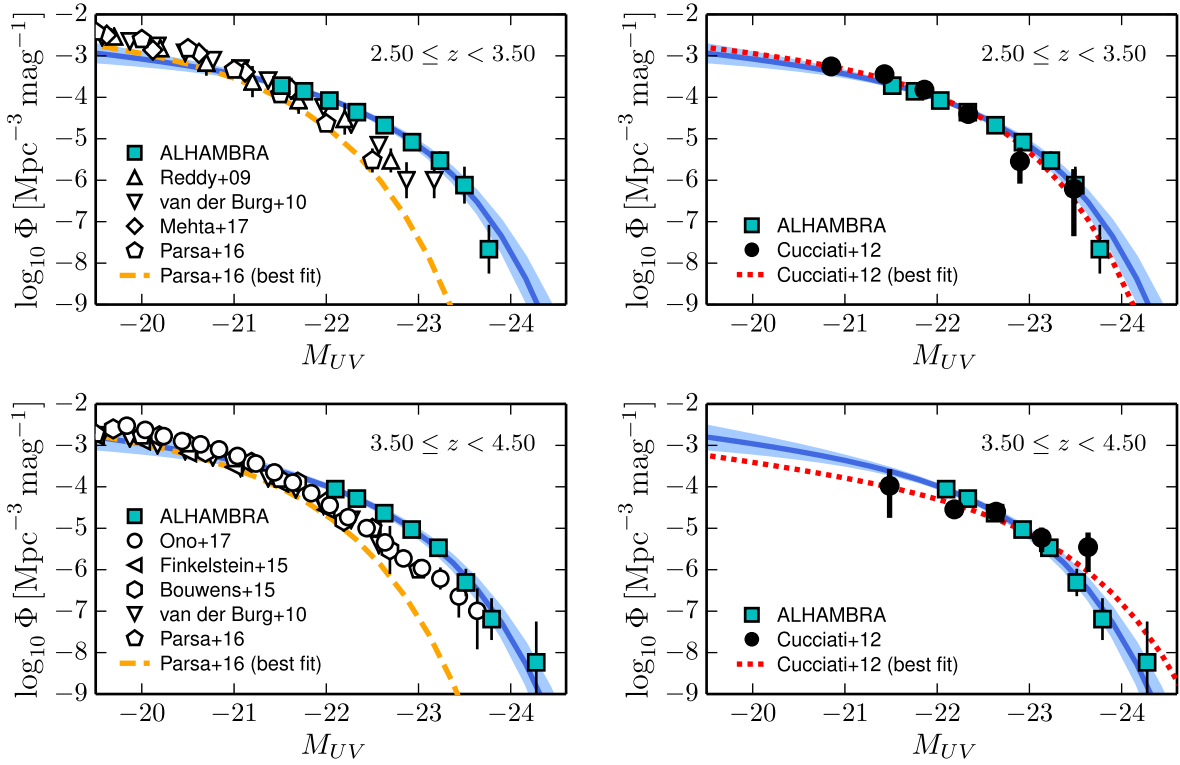 −2
−3
−4
−5
−6
−7
−8
−9
log₁₀ Φ [Mpc⁻³ mag⁻¹]
2.50 ≤ z < 3.50
ALHAMBRA
Reddy+09
van der Burg+10
Mehta+17
Parsa+16
Parsa+16 (best fit)
−20 −21 −22 −23 −24
M_UV
−2
−3
−4
−5
−6
−7
−8
−9
log₁₀ Φ [Mpc⁻³ mag⁻¹]
2.50 ≤ z < 3.50
ALHAMBRA
Cucciati+12
Cucciati+12 (best fit)
−20 −21 −22 −23 −24
M_UV
−2
−3
−4
−5
−6
−7
−8
−9
log₁₀ Φ [Mpc⁻³ mag⁻¹]
3.50 ≤ z < 4.50
ALHAMBRA
Ono+17
Finkelstein+15
Bouwens+15
van der Burg+10
Parsa+16
Parsa+16 (best fit)
−20 −21 −22 −23 −24
M_UV
−2
−3
−4
−5
−6
−7
−8
−9
log₁₀ Φ [Mpc⁻³ mag⁻¹]
3.50 ≤ z < 4.50
ALHAMBRA
Cucciati+12
Cucciati+12 (best fit)
−20 −21 −22 −23 −24
M_UV